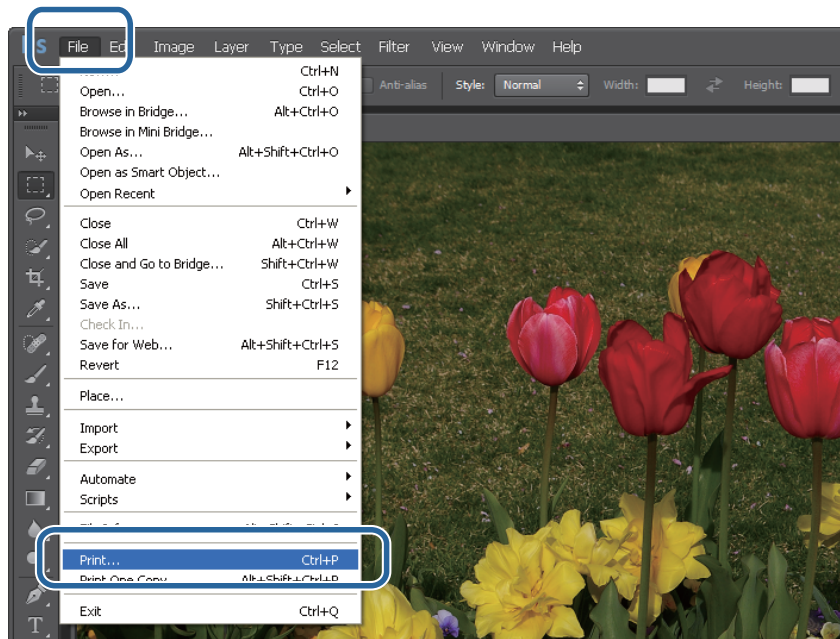 File Image Layer Type Select Filter View Window Help
Anti-alias Style: Normal Width: Height:
Ctrl+N
Open... Ctrl+O
Browse in Bridge... Alt+Ctrl+O
Browse in Mini Bridge...
Open As... Alt+Shift+Ctrl+O
Open as Smart Object...
Open Recent
Close Ctrl+W
Close All Alt+Ctrl+W
Close and Go to Bridge... Shift+Ctrl+W
Save Ctrl+S
Save As... Shift+Ctrl+S
Check In...
Save for Web... Alt+Shift+Ctrl+S
Revert F12
Place...
Import
Export
Automate
Scripts
Print... Ctrl+P
Print One Copy Alt+Shift+Ctrl+P
Exit Ctrl+Q
T